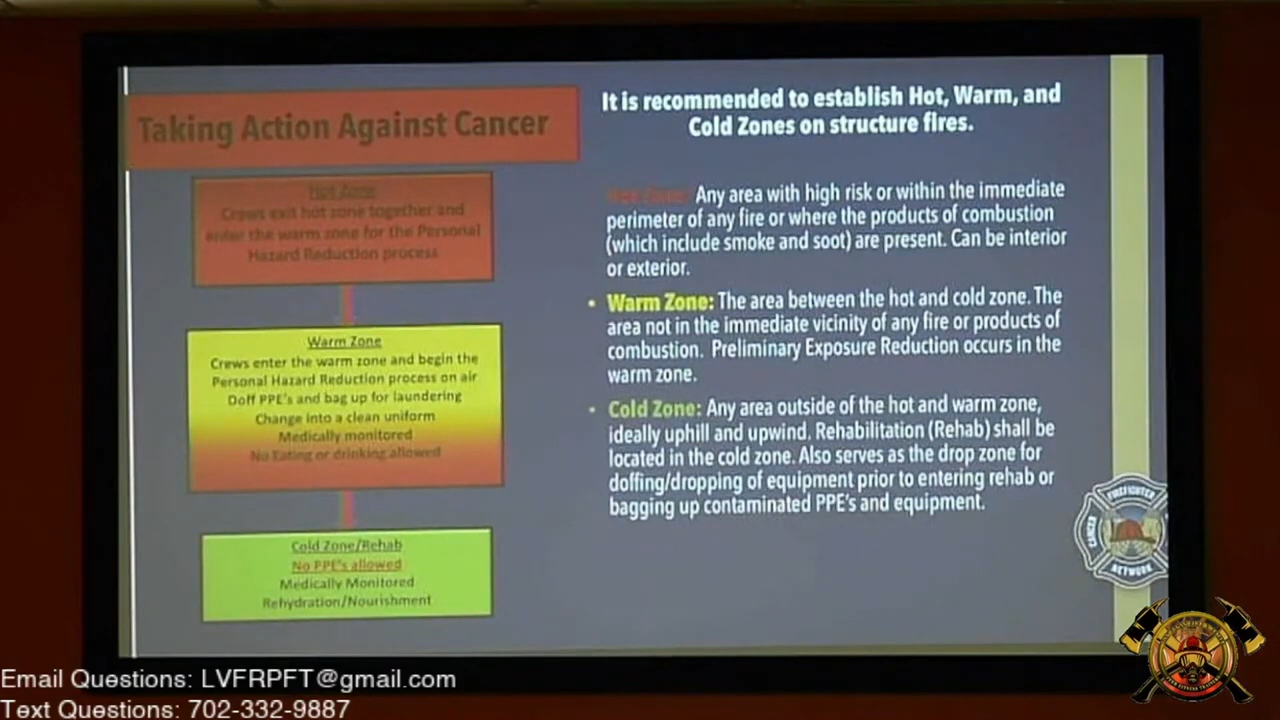 Taking Action Against Cancer
Hot Zone
Crews exit hot zone together and
enter the warm zone for the Personal
Hazard Reduction process
Warm Zone
Crews enter the warm zone and begin the
Personal Hazard Reduction process on air
Doff PPE's and bag up for laundering
Change into a clean uniform
Medically monitored
No Eating or drinking allowed
Cold Zone/Rehab
No PPE's allowed
Medically Monitored
Rehydration/Nourishment
It is recommended to establish Hot, Warm, and
Cold Zones on structure fires.
Hot Zone: Any area with high risk or within the immediate
perimeter of any fire or where the products of combustion
(which include smoke and soot) are present. Can be interior
or exterior.
• Warm Zone: The area between the hot and cold zone. The
area not in the immediate vicinity of any fire or products of
combustion. Preliminary Exposure Reduction occurs in the
warm zone.
• Cold Zone: Any area outside of the hot and warm zone,
ideally uphill and upwind. Rehabilitation (Rehab) shall be
located in the cold zone. Also serves as the drop zone for
doffing/dropping of equipment prior to entering rehab or
bagging up contaminated PPE's and equipment.
FIREFIGHTER
CANCER
NETWORK
Email Questions: LVFRPFT@gmail.com
Text Questions: 702-332-9887